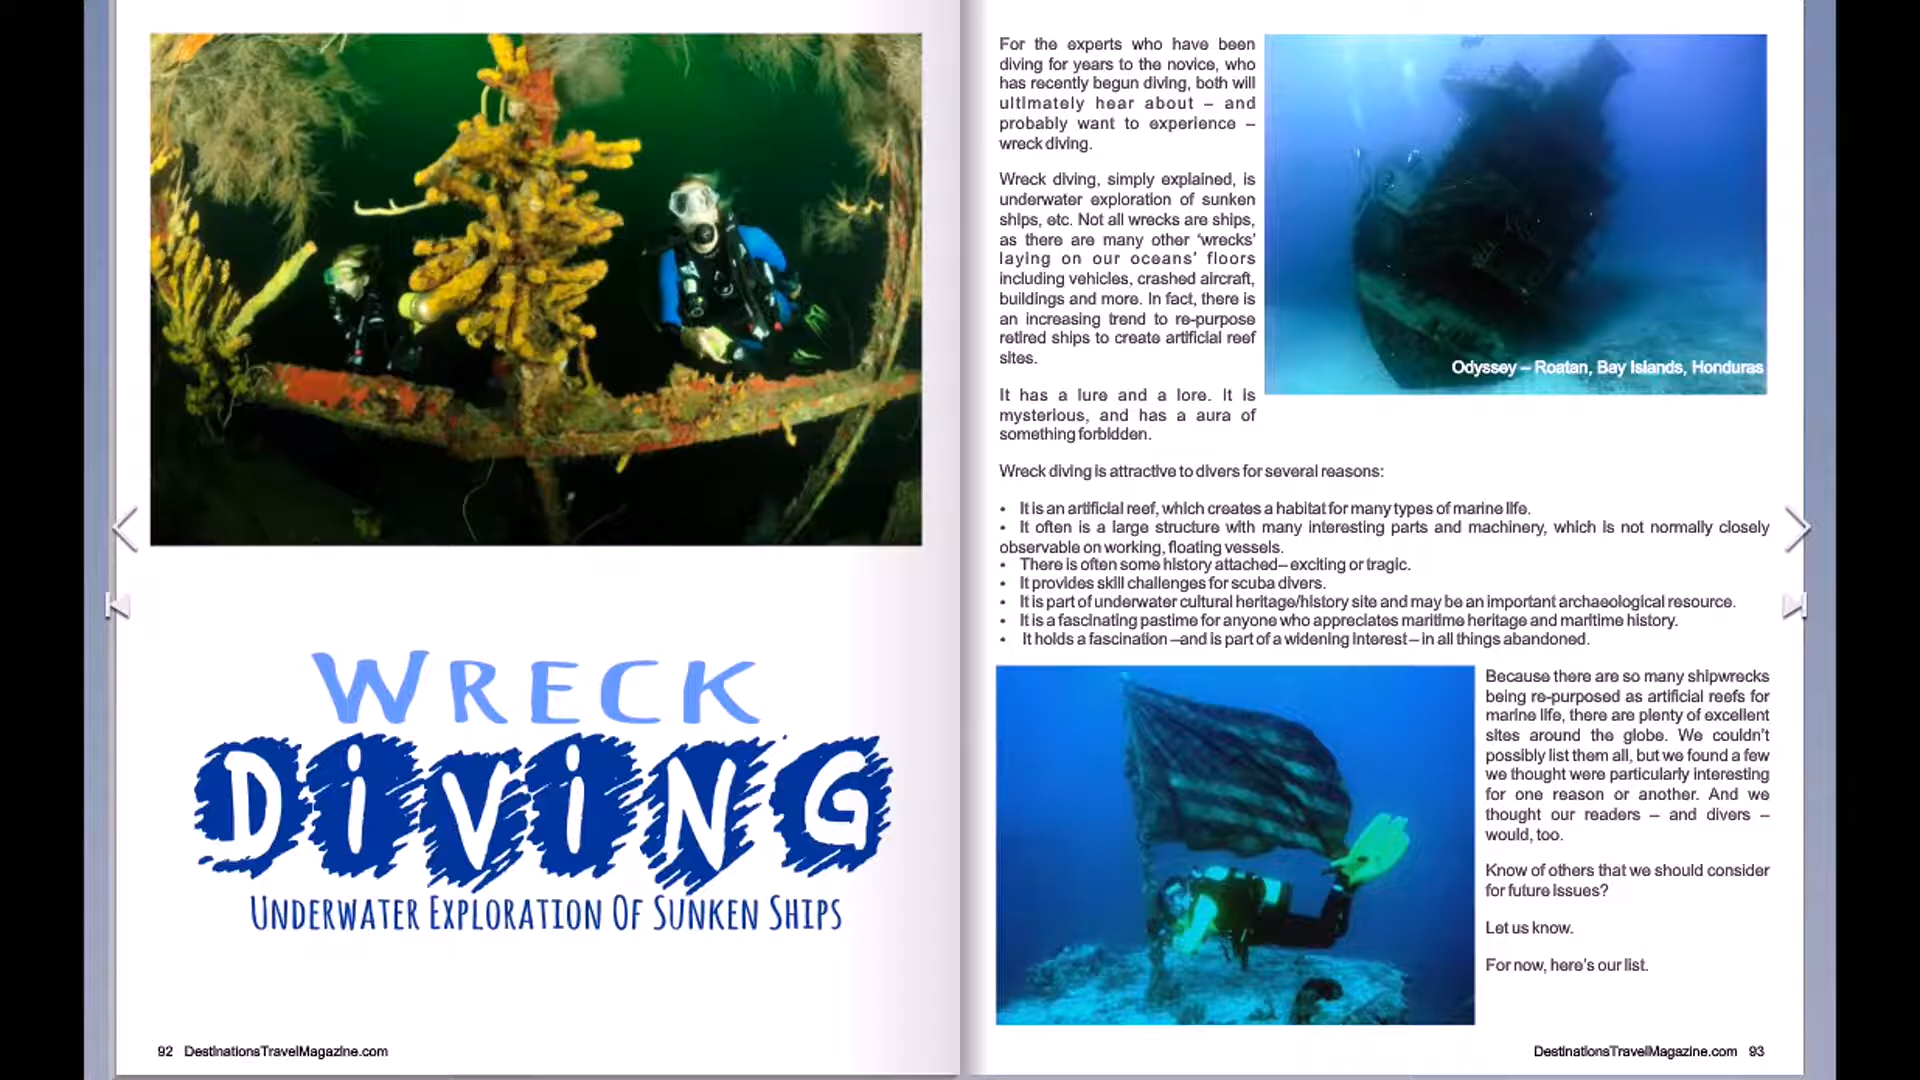 WRECK
DiViNG
UNDERWATER EXPLORATION OF SUNKEN SHIPS
92 DestinationsTravelMagazine.com
For the experts who have been
diving for years to the novice, who
has recently begun diving, both will
ultimately hear about – and
probably want to experience –
wreck diving.
Wreck diving, simply explained, is
underwater exploration of sunken
ships, etc. Not all wrecks are ships,
as there are many other ‘wrecks’
laying on our oceans’ floors
including vehicles, crashed aircraft,
buildings and more. In fact, there is
an increasing trend to re-purpose
retired ships to create artificial reef
sites.
It has a lure and a lore. It is
mysterious, and has a aura of
something forbidden.
Odyssey – Roatan, Bay Islands, Honduras
Wreck diving is attractive to divers for several reasons:
• It is an artificial reef, which creates a habitat for many types of marine life.
• It often is a large structure with many interesting parts and machinery, which is not normally closely
observable on working, floating vessels.
• There is often some history attached– exciting or tragic.
• It provides skill challenges for scuba divers.
• It is part of underwater cultural heritage/history site and may be an important archaeological resource.
• It is a fascinating pastime for anyone who appreciates maritime heritage and maritime history.
• It holds a fascination –and is part of a widening interest – in all things abandoned.
Because there are so many shipwrecks
being re-purposed as artificial reefs for
marine life, there are plenty of excellent
sites around the globe. We couldn’t
possibly list them all, but we found a few
we thought were particularly interesting
for one reason or another. And we
thought our readers – and divers –
would, too.
Know of others that we should consider
for future issues?
Let us know.
For now, here’s our list.
DestinationsTravelMagazine.com 93